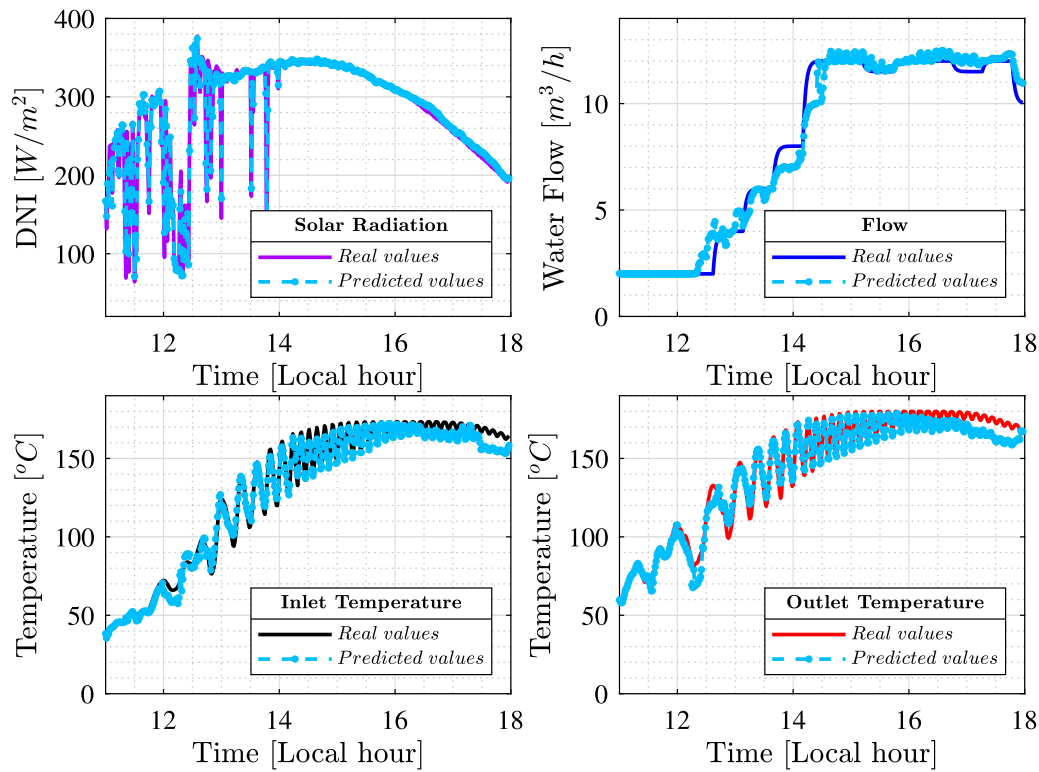 400
300
200
100
DNI [W/m²]
Solar Radiation
Real values
Predicted values
12
14
16
18
Time [Local hour]
10
5
0
Water Flow [m³/h]
Flow
Real values
Predicted values
12
14
16
18
Time [Local hour]
150
100
50
0
Temperature [ᵒC]
Inlet Temperature
Real values
Predicted values
12
14
16
18
Time [Local hour]
150
100
50
0
Temperature [ᵒC]
Outlet Temperature
Real values
Predicted values
12
14
16
18
Time [Local hour]